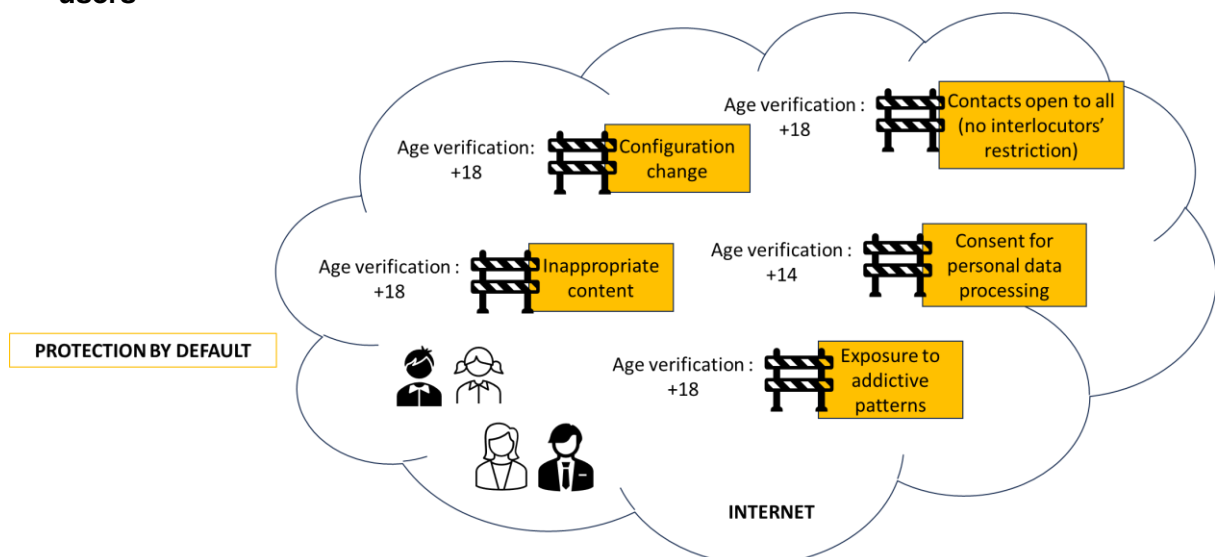 users
Age verification :
+18
Contacts open to all
(no interlocutors'
restriction)
Age verification:
+18
Configuration
change
Age verification :
+18
Inappropriate
content
Age verification :
+14
Consent for
personal data
processing
PROTECTION BY DEFAULT
Age verification :
+18
Exposure to
addictive
patterns
INTERNET